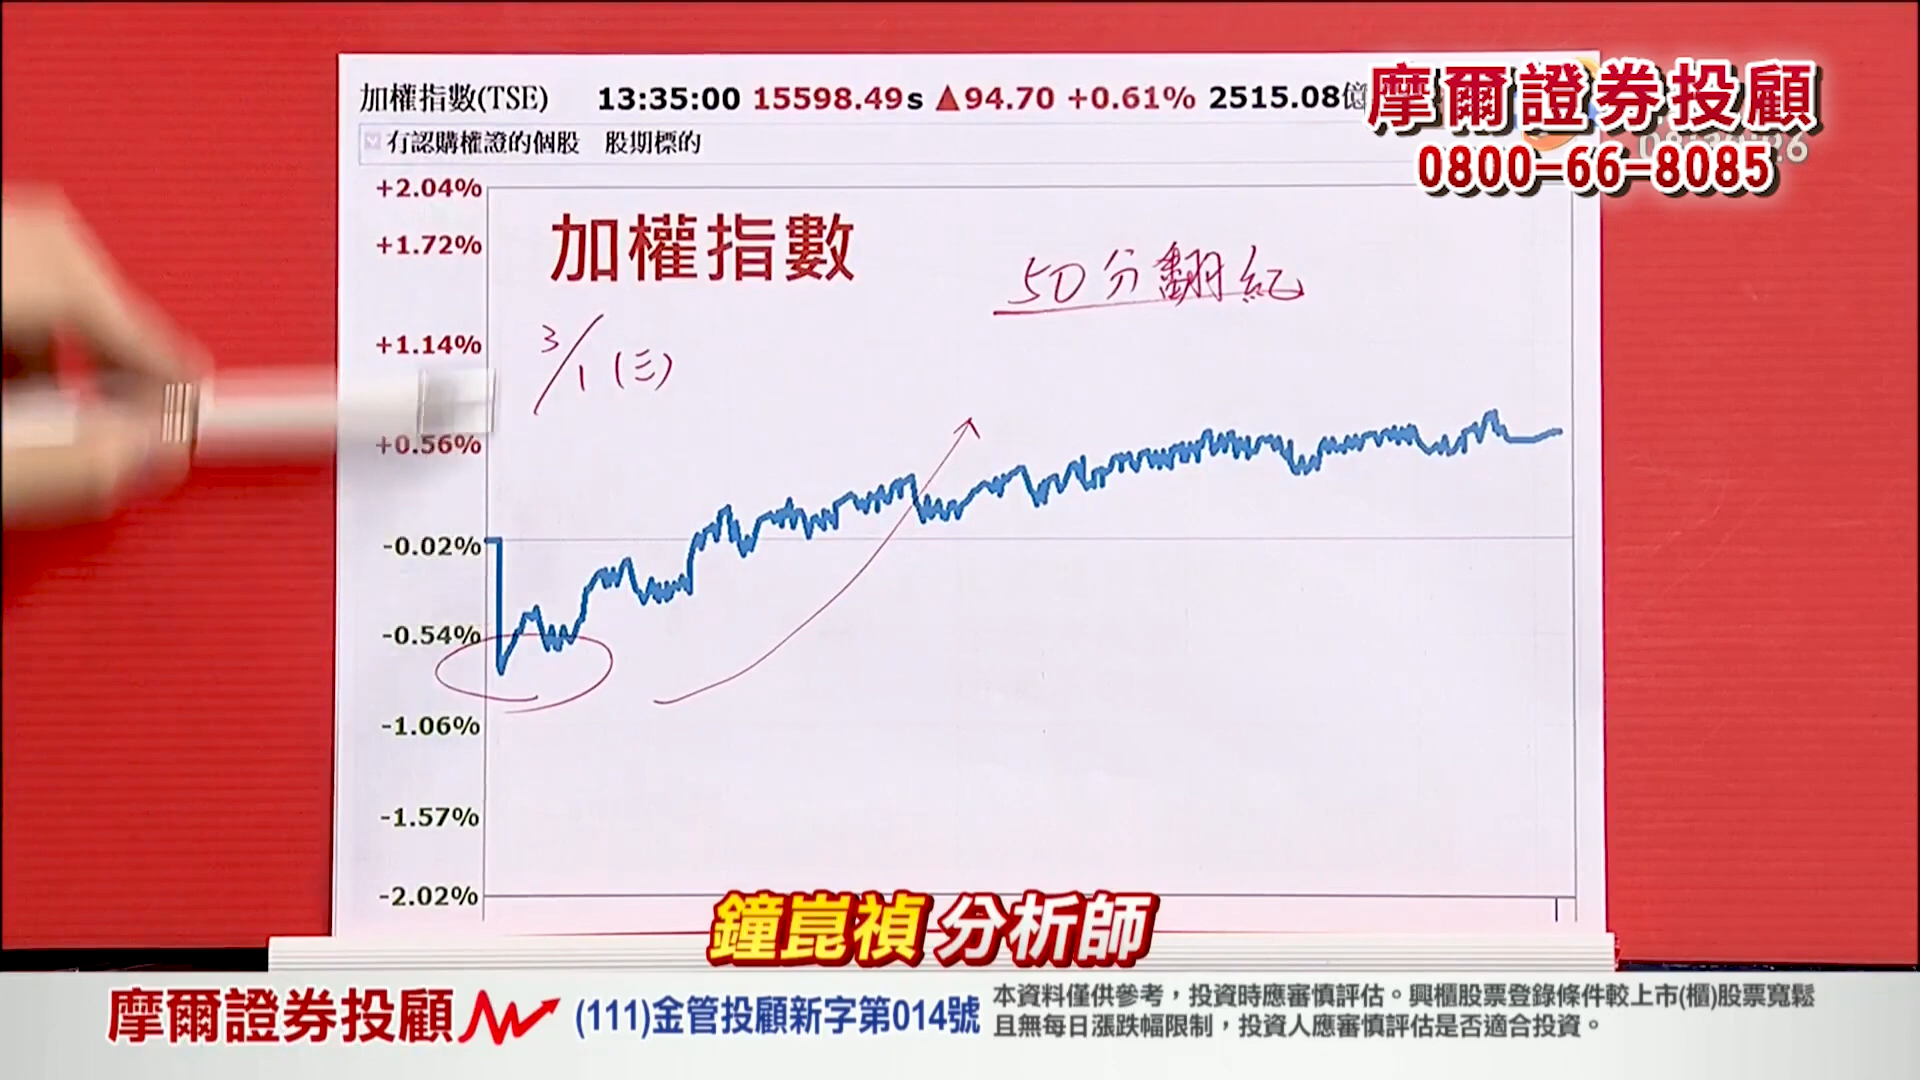 加權指數(TSE) 13:35:00 15598.49s ▲94.70 +0.61% 2515.08億
有認購權證的個股 股期標的
摩爾證券投顧
0800-66-8085
+2.04%
+1.72%
+1.14%
+0.56%
-0.02%
-0.54%
-1.06%
-1.57%
-2.02%
加權指數
50分翻紅
3/1 (三)
鐘崑禎 分析師
摩爾證券投顧
(111)金管投顧新字第014號
本資料僅供參考，投資時應審慎評估。興櫃股票登錄條件較上市(櫃)股票寬鬆
且無每日漲跌幅限制，投資人應審慎評估是否適合投資。